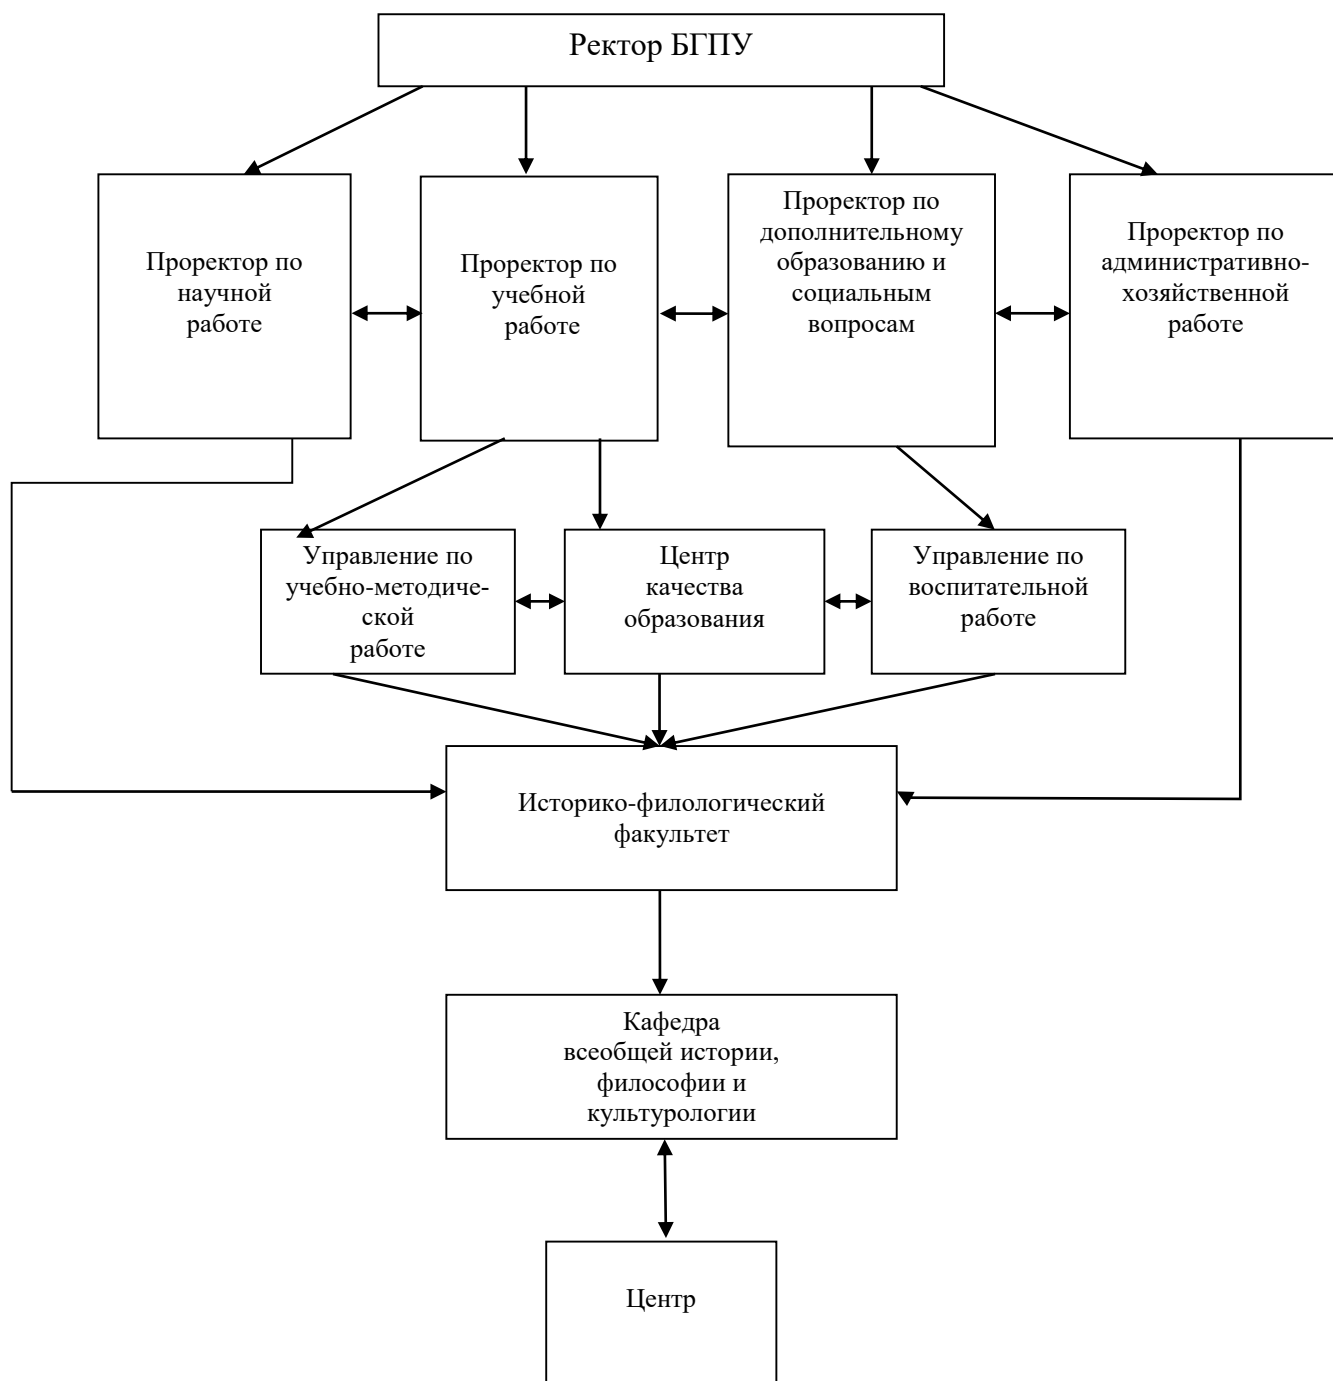 Ректор БГПУ
Проректор по
научной
работе
Проректор по
учебной
работе
Проректор по
дополнительному
образованию и
социальным
вопросам
Проректор по
административно-
хозяйственной
работе
Управление по
учебно-методиче-
ской
работе
Центр
качества
образования
Управление по
воспитательной
работе
Историко-филологический
факультет
Кафедра
всеобщей истории,
философии и
культурологии
Центр